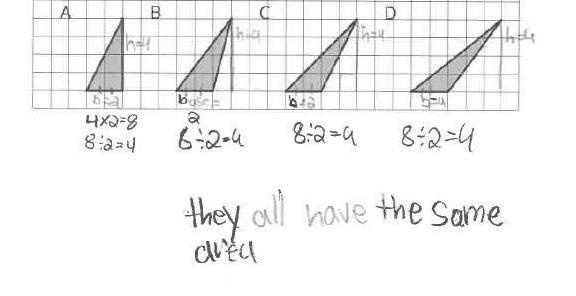 A B C D
h=4 h=4 h=4 h=4
b=2 base= b=2
2
4x2=8
8÷2=4 8÷2=4 8÷2=4 8÷2=4
they all have the same
area